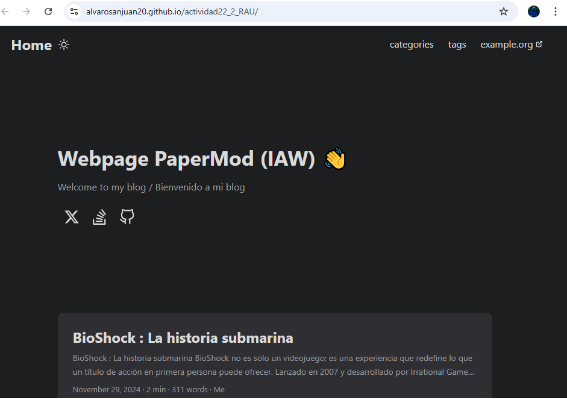 alvarosanjuan20.github.io/actividad22_2_RAU/
Home
categories tags example.org
Webpage PaperMod (IAW) 👋
Welcome to my blog / Bienvenido a mi blog
BioShock : La historia submarina
BioShock : La historia submarina BioShock no es solo un videojuego; es una experiencia que redefine lo que
un título de acción en primera persona puede ofrecer. Lanzado en 2007 y desarrollado por Irrational Game...
November 29, 2024 · 2 min · 311 words · Me